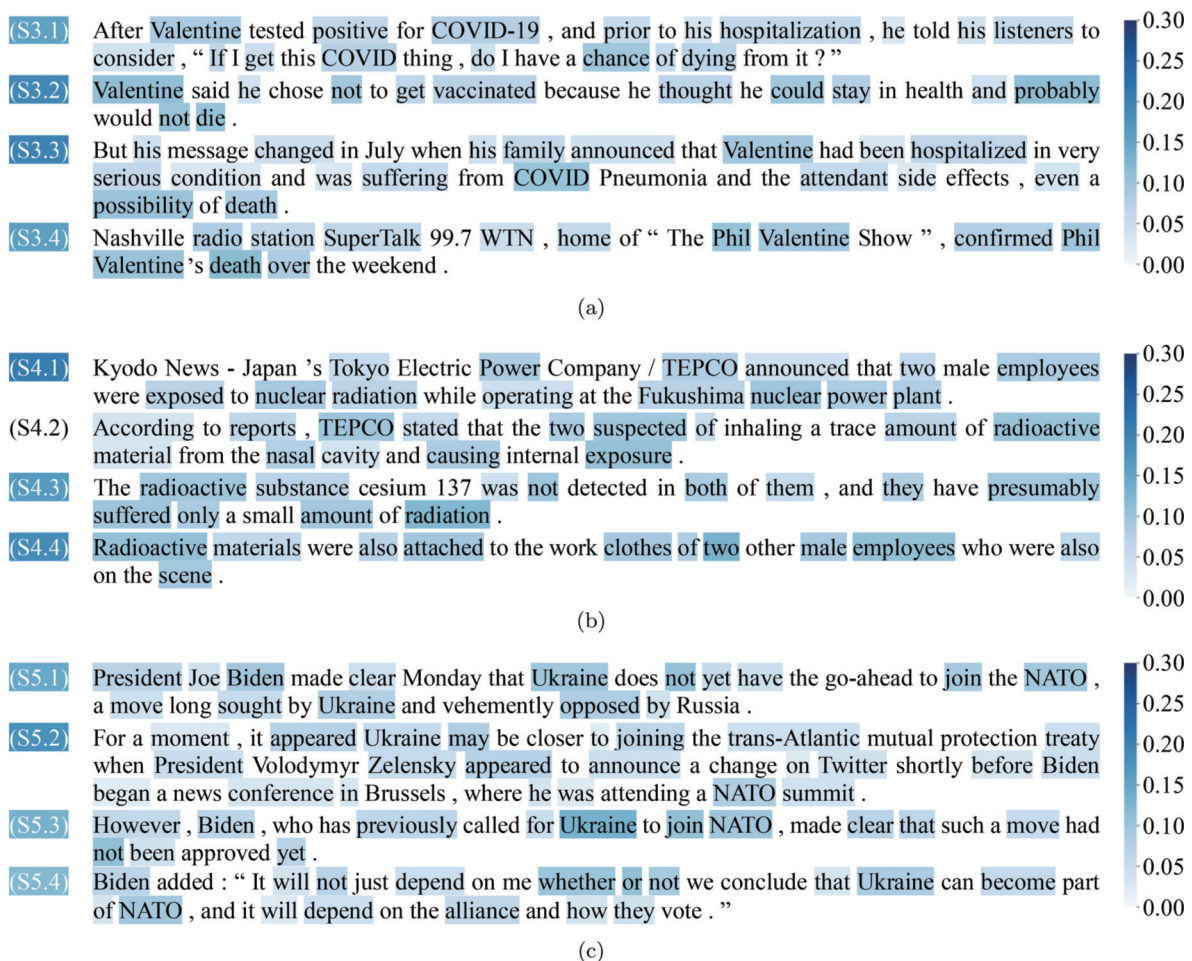 (S3.1) After Valentine tested positive for COVID-19 , and prior to his hospitalization , he told his listeners to
consider , “ If I get this COVID thing , do I have a chance of dying from it ? ”
(S3.2) Valentine said he chose not to get vaccinated because he thought he could stay in health and probably
would not die .
(S3.3) But his message changed in July when his family announced that Valentine had been hospitalized in very
serious condition and was suffering from COVID Pneumonia and the attendant side effects , even a
possibility of death .
(S3.4) Nashville radio station SuperTalk 99.7 WTN , home of “ The Phil Valentine Show ” , confirmed Phil
Valentine ’s death over the weekend .
0.30
0.25
0.20
0.15
0.10
0.05
0.00
(a)
(S4.1) Kyodo News - Japan ’s Tokyo Electric Power Company / TEPCO announced that two male employees
were exposed to nuclear radiation while operating at the Fukushima nuclear power plant .
(S4.2) According to reports , TEPCO stated that the two suspected of inhaling a trace amount of radioactive
material from the nasal cavity and causing internal exposure .
(S4.3) The radioactive substance cesium 137 was not detected in both of them , and they have presumably
suffered only a small amount of radiation .
(S4.4) Radioactive materials were also attached to the work clothes of two other male employees who were also
on the scene .
0.30
0.25
0.20
0.15
0.10
0.05
0.00
(b)
(S5.1) President Joe Biden made clear Monday that Ukraine does not yet have the go-ahead to join the NATO ,
a move long sought by Ukraine and vehemently opposed by Russia .
(S5.2) For a moment , it appeared Ukraine may be closer to joining the trans-Atlantic mutual protection treaty
when President Volodymyr Zelensky appeared to announce a change on Twitter shortly before Biden
began a news conference in Brussels , where he was attending a NATO summit .
(S5.3) However , Biden , who has previously called for Ukraine to join NATO , made clear that such a move had
not been approved yet .
(S5.4) Biden added : “ It will not just depend on me whether or not we conclude that Ukraine can become part
of NATO , and it will depend on the alliance and how they vote . ”
0.30
0.25
0.20
0.15
0.10
0.05
0.00
(c)